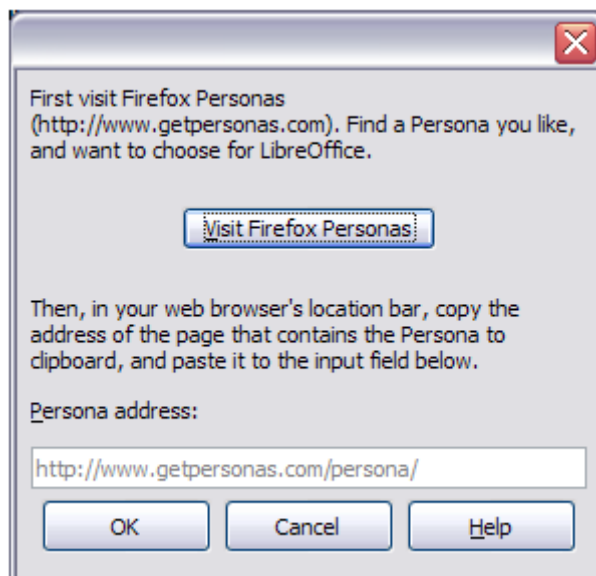 First visit Firefox Personas
(http://www.getpersonas.com). Find a Persona you like,
and want to choose for LibreOffice.
Visit Firefox Personas
Then, in your web browser's location bar, copy the
address of the page that contains the Persona to
clipboard, and paste it to the input field below.
Persona address:
http://www.getpersonas.com/persona/
OK Cancel Help